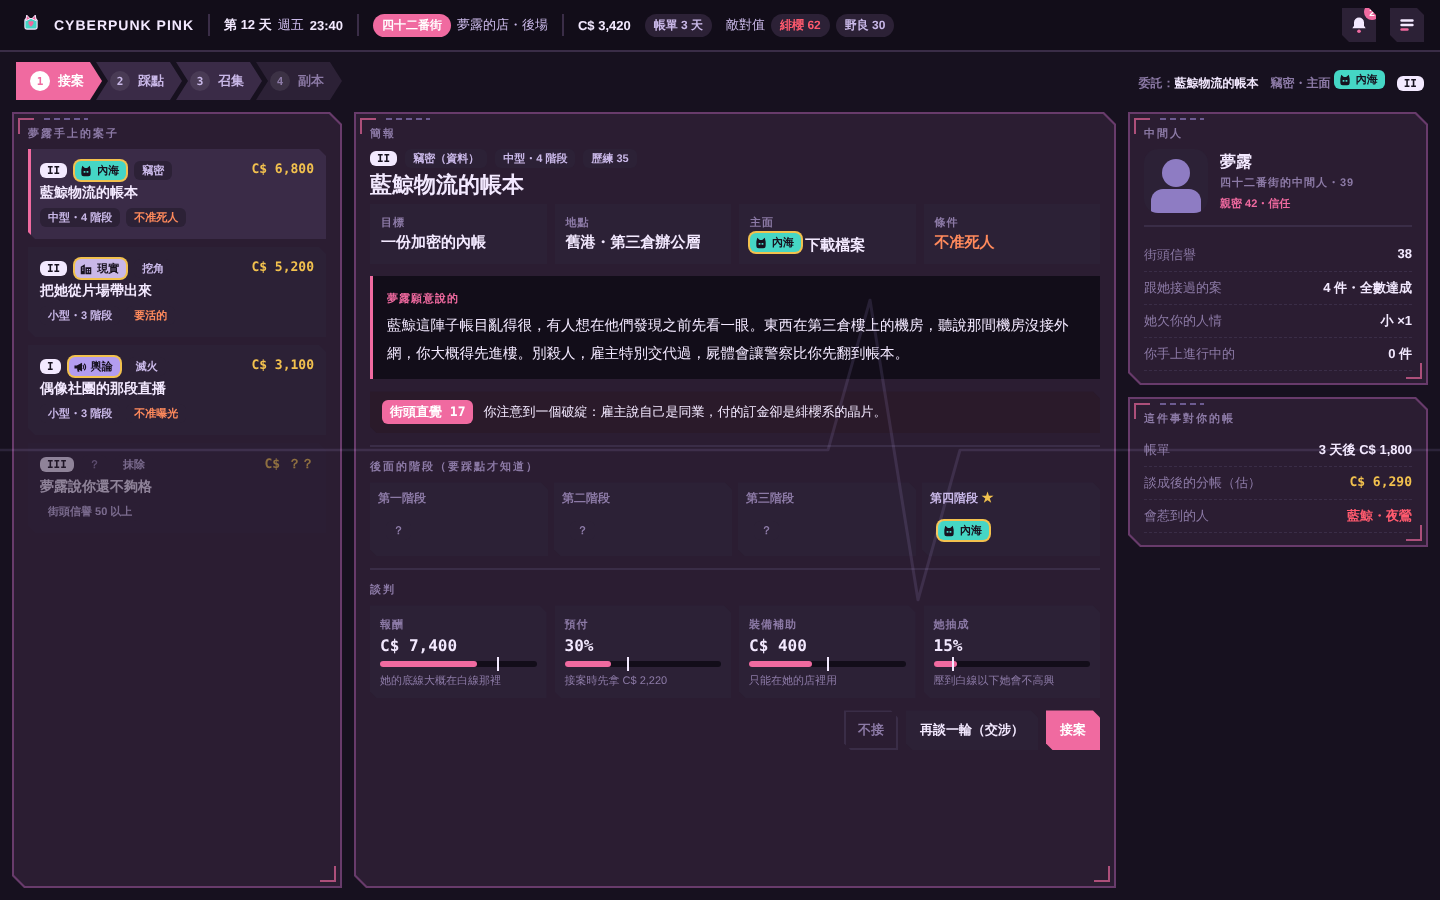 CYBERPUNK PINK 第 12 天 週五 23:40 四十二番街 夢露的店・後場 C$ 3,420 帳單 3 天 敵對值 緋櫻 62 野良 30
1 接案 2 踩點 3 召集 4 副本
委託：藍鯨物流的帳本 竊密・主面 內海 II
夢露手上的案子
II 內海 竊密 C$ 6,800
藍鯨物流的帳本
中型・4 階段 不准死人
II 現實 挖角 C$ 5,200
把她從片場帶出來
小型・3 階段 要活的
I 輿論 滅火 C$ 3,100
偶像社團的那段直播
小型・3 階段 不准曝光
III ? 抹除 C$ ??
夢露說你還不夠格
街頭信譽 50 以上
簡報
II 竊密（資料） 中型・4 階段 歷練 35
藍鯨物流的帳本
目標
一份加密的內帳
地點
舊港・第三倉辦公層
主面
內海 下載檔案
條件
不准死人
夢露願意說的
藍鯨這陣子帳目亂得很，有人想在他們發現之前先看一眼。東西在第三倉樓上的機房，聽說那間機房沒接外
網，你大概得先進樓。別殺人，雇主特別交代過，屍體會讓警察比你先翻到帳本。
街頭直覺 17 你注意到一個破綻：雇主說自己是同業，付的訂金卻是緋櫻系的晶片。
後面的階段（要踩點才知道）
第一階段
?
第二階段
?
第三階段
?
第四階段 ★
內海
談判
報酬
C$ 7,400
她的底線大概在白線那裡
預付
30%
接案時先拿 C$ 2,220
裝備補助
C$ 400
只能在她的店裡用
她抽成
15%
壓到白線以下她會不高興
不接 再談一輪（交涉） 接案
中間人
夢露
四十二番街的中間人・39
親密 42・信任
街頭信譽 38
跟她接過的案 4 件・全數達成
她欠你的人情 小 ×1
你手上進行中的 0 件
這件事對你的帳
帳單 3 天後 C$ 1,800
談成後的分帳（估） C$ 6,290
會惹到的人 藍鯨・夜鶯